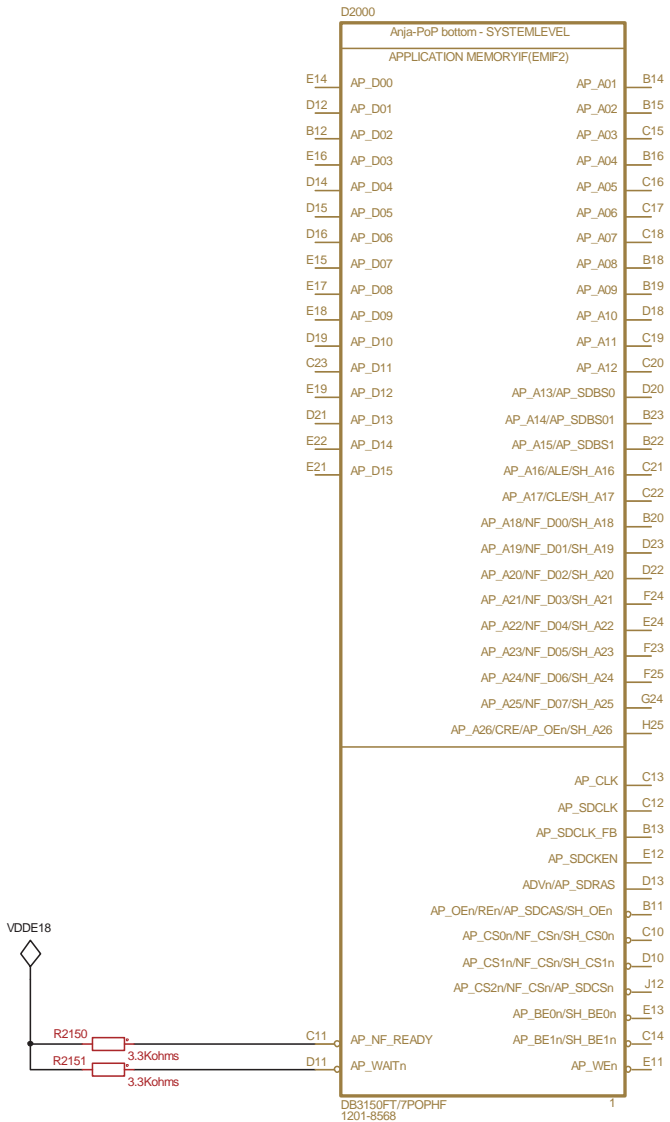 D2000
Anja-PoP bottom - SYSTEMLEVEL
APPLICATION MEMORYIF(EMIF2)
E14 AP_D00 AP_A01 B14
D12 AP_D01 AP_A02 B15
B12 AP_D02 AP_A03 C15
E16 AP_D03 AP_A04 B16
D14 AP_D04 AP_A05 C16
D15 AP_D05 AP_A06 C17
D16 AP_D06 AP_A07 C18
E15 AP_D07 AP_A08 B18
E17 AP_D08 AP_A09 B19
E18 AP_D09 AP_A10 D18
D19 AP_D10 AP_A11 C19
C23 AP_D11 AP_A12 C20
E19 AP_D12 AP_A13/AP_SDBS0 D20
D21 AP_D13 AP_A14/AP_SDBS01 B23
E22 AP_D14 AP_A15/AP_SDBS1 B22
E21 AP_D15 AP_A16/ALE/SH_A16 C21
AP_A17/CLE/SH_A17 C22
AP_A18/NF_D00/SH_A18 B20
AP_A19/NF_D01/SH_A19 D23
AP_A20/NF_D02/SH_A20 D22
AP_A21/NF_D03/SH_A21 F24
AP_A22/NF_D04/SH_A22 E24
AP_A23/NF_D05/SH_A23 F23
AP_A24/NF_D06/SH_A24 F25
AP_A25/NF_D07/SH_A25 G24
AP_A26/CRE/AP_OEn/SH_A26 H25
AP_CLK C13
AP_SDCLK C12
AP_SDCLK_FB B13
AP_SDCKEN E12
ADVn/AP_SDRAS D13
AP_OEn/REn/AP_SDCAS/SH_OEn B11
VDDE18
AP_CS0n/NF_CSn/SH_CS0n C10
AP_CS1n/NF_CSn/SH_CS1n D10
AP_CS2n/NF_CSn/AP_SDCSn J12
AP_BE0n/SH_BE0n E13
R2150 C11 AP_NF_READY AP_BE1n/SH_BE1n C14
3.3Kohms
R2151 D11 AP_WAITn AP_WEn E11
3.3Kohms
DB3150FT/7POPHF 1
1201-8568